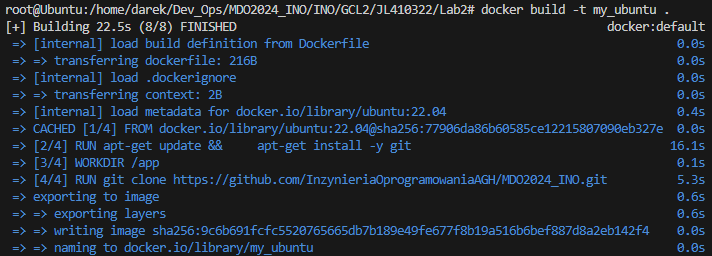 root@Ubuntu:/home/darek/Dev_Ops/MDO2024_INO/INO/GCL2/JL410322/Lab2# docker build -t my_ubuntu .
[+] Building 22.5s (8/8) FINISHED docker:default
=> [internal] load build definition from Dockerfile 0.0s
=> => transferring dockerfile: 216B 0.0s
=> [internal] load .dockerignore 0.0s
=> => transferring context: 2B 0.0s
=> [internal] load metadata for docker.io/library/ubuntu:22.04 0.4s
=> CACHED [1/4] FROM docker.io/library/ubuntu:22.04@sha256:77906da86b60585ce12215807090eb327e 0.0s
=> [2/4] RUN apt-get update &&     apt-get install -y git 16.1s
=> [3/4] WORKDIR /app 0.1s
=> [4/4] RUN git clone https://github.com/InzynieriaOprogramowaniaAGH/MDO2024_INO.git 5.3s
=> exporting to image 0.6s
=> => exporting layers 0.6s
=> => writing image sha256:9c6b691fcfc5520765665db7b189e49fe677f8b19a516b6bef887d8a2eb142f4 0.0s
=> => naming to docker.io/library/my_ubuntu 0.0s